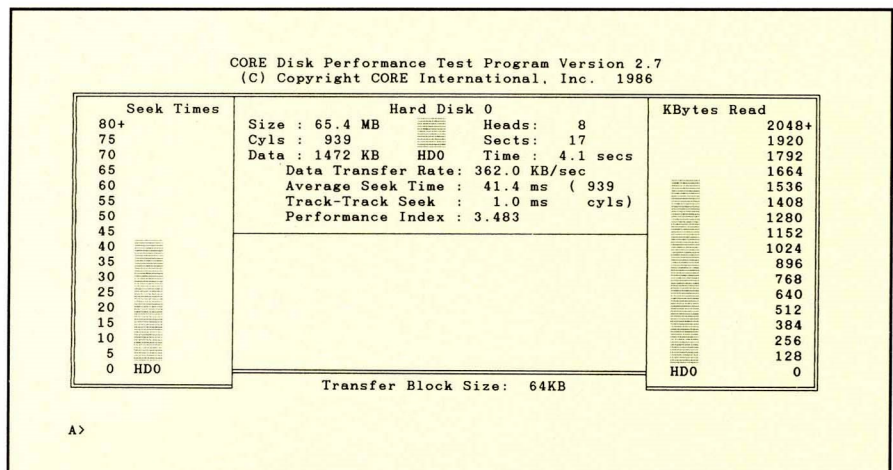 CORE Disk Performance Test Program Version 2.7
(C) Copyright CORE International, Inc. 1986
Seek Times
80+
75
70
65
60
55
50
45
40
35
30
25
20
15
10
5
0 HD0
Hard Disk 0
Size : 65.4 MB Heads: 8
Cyls : 939 Sects: 17
Data : 1472 KB HD0 Time : 4.1 secs
Data Transfer Rate: 362.0 KB/sec
Average Seek Time : 41.4 ms ( 939
Track-Track Seek : 1.0 ms cyls)
Performance Index : 3.483
KBytes Read
2048+
1920
1792
1664
1536
1408
1280
1152
1024
896
768
640
512
384
256
128
HD0 0
Transfer Block Size: 64KB
A>